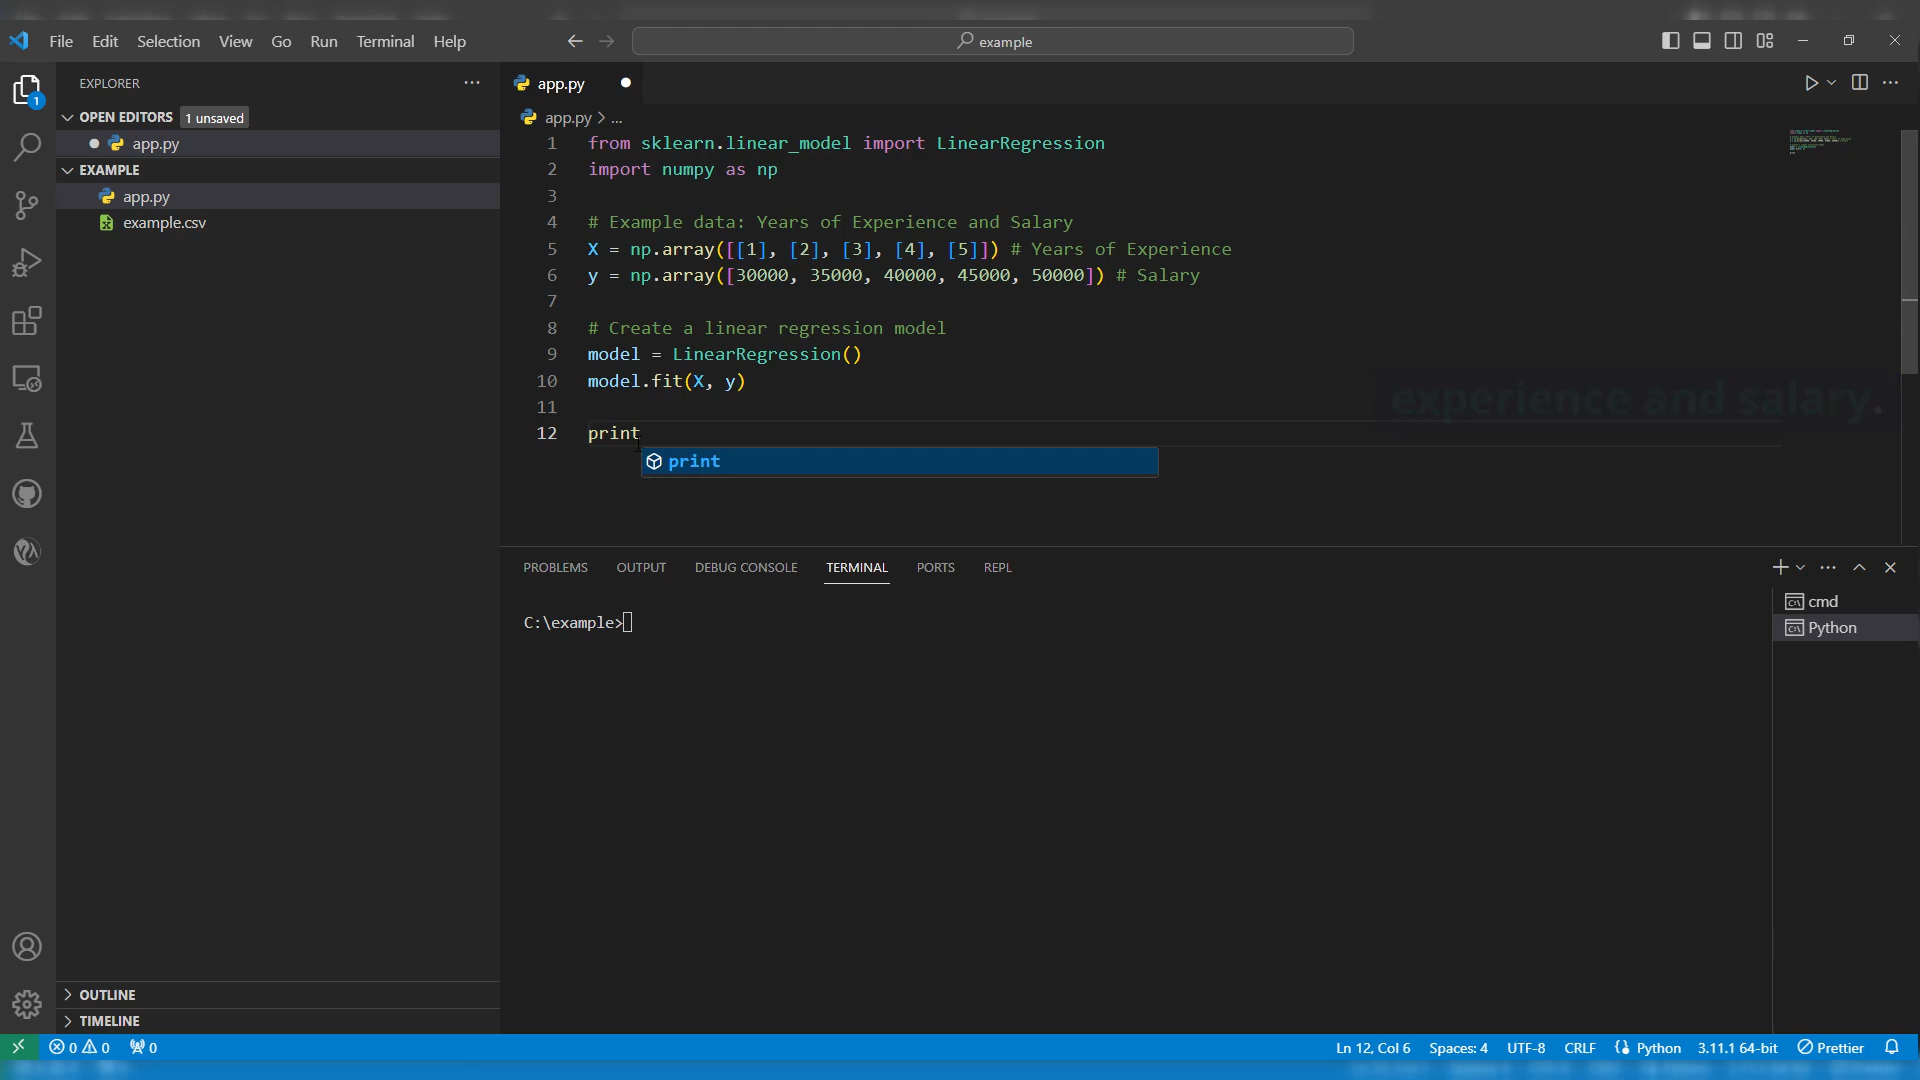 File Edit Selection View Go Run Terminal Help
example
EXPLORER
OPEN EDITORS 1 unsaved
app.py
EXAMPLE
app.py
example.csv
OUTLINE
TIMELINE
app.py
app.py > ...
1 from sklearn.linear_model import LinearRegression
2 import numpy as np
3
4 # Example data: Years of Experience and Salary
5 X = np.array([[1], [2], [3], [4], [5]]) # Years of Experience
6 y = np.array([30000, 35000, 40000, 45000, 50000]) # Salary
7
8 # Create a linear regression model
9 model = LinearRegression()
10 model.fit(X, y)
11
12 print
print
experience and salary.
PROBLEMS OUTPUT DEBUG CONSOLE TERMINAL PORTS REPL
C:\example>
cmd
Python
1
0 0 0
Ln 12, Col 6 Spaces: 4 UTF-8 CRLF Python 3.11.1 64-bit Prettier